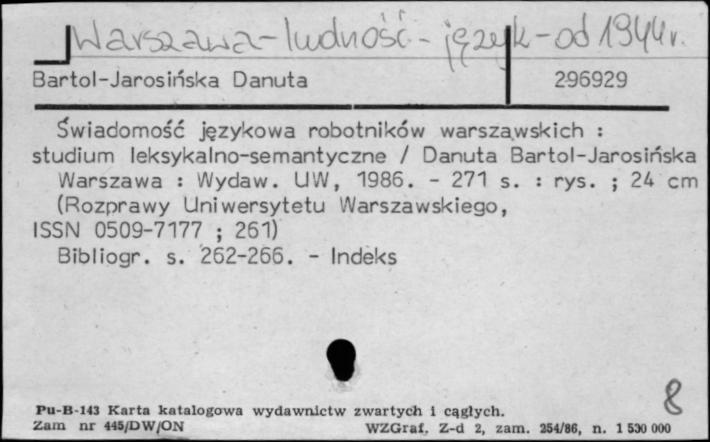 Warszawa - ludność - język - od 1944 r.
Bartol-Jarosińska Danuta 296929
Świadomość językowa robotników warszawskich :
studium leksykalno-semantyczne / Danuta Bartol-Jarosińska
Warszawa : Wydaw. UW, 1986. - 271 s. : rys. ; 24 cm
(Rozprawy Uniwersytetu Warszawskiego,
ISSN 0509-7177 ; 261)
Bibliogr. s. 262-266. - Indeks
8
Pu-B-143 Karta katalogowa wydawnictw zwartych i ciągłych.
Zam nr 445/DW/ON WZGraf. Z-d 2, zam. 254/86, n. 1 530 000